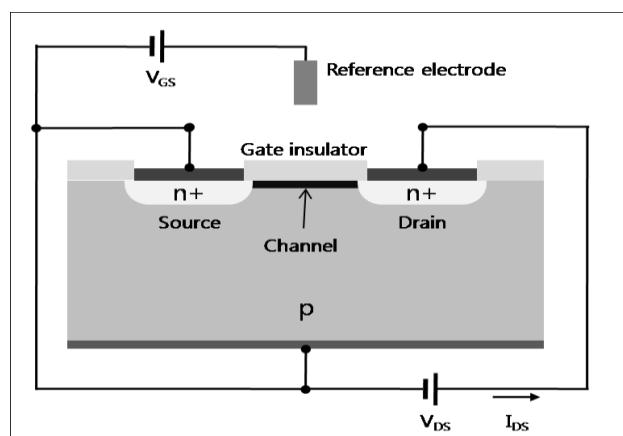 Reference electrode
VGS
Gate insulator
n+
n+
Source
Drain
Channel
p
VDS
IDS